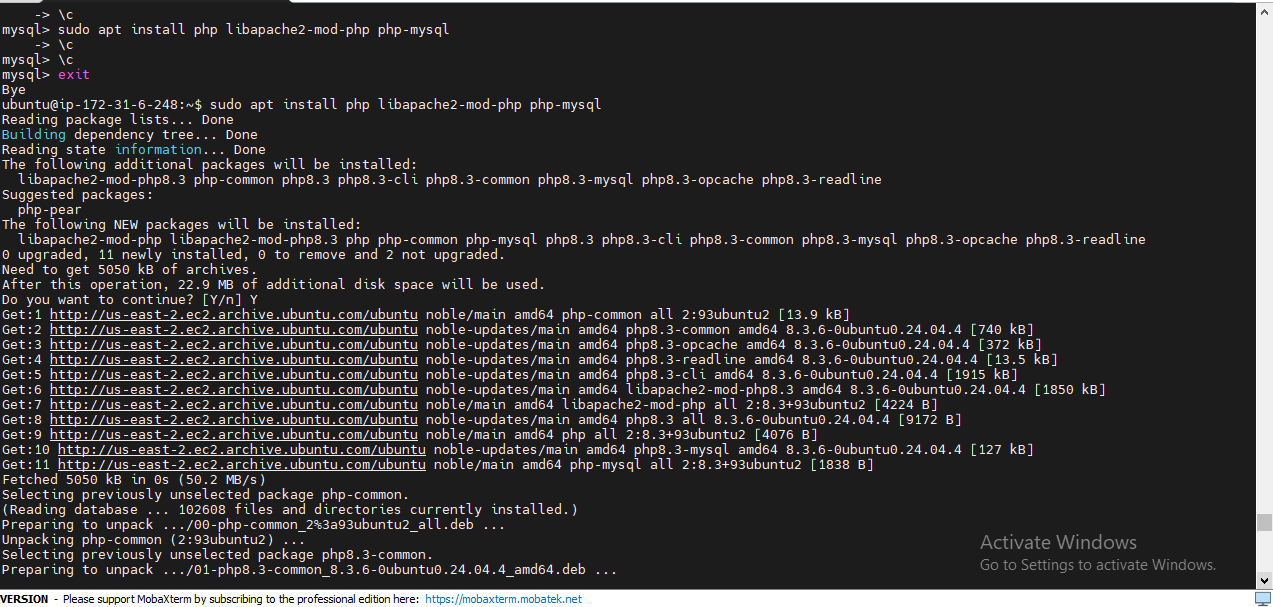 -> \c
mysql> sudo apt install php libapache2-mod-php php-mysql
    -> \c
mysql> \c
mysql> exit
Bye
ubuntu@ip-172-31-6-248:~$ sudo apt install php libapache2-mod-php php-mysql
Reading package lists... Done
Building dependency tree... Done
Reading state information... Done
The following additional packages will be installed:
  libapache2-mod-php8.3 php-common php8.3 php8.3-cli php8.3-common php8.3-mysql php8.3-opcache php8.3-readline
Suggested packages:
  php-pear
The following NEW packages will be installed:
  libapache2-mod-php libapache2-mod-php8.3 php php-common php-mysql php8.3 php8.3-cli php8.3-common php8.3-mysql php8.3-opcache php8.3-readline
0 upgraded, 11 newly installed, 0 to remove and 2 not upgraded.
Need to get 5050 kB of archives.
After this operation, 22.9 MB of additional disk space will be used.
Do you want to continue? [Y/n] Y
Get:1 http://us-east-2.ec2.archive.ubuntu.com/ubuntu noble/main amd64 php-common all 2:93ubuntu2 [13.9 kB]
Get:2 http://us-east-2.ec2.archive.ubuntu.com/ubuntu noble-updates/main amd64 php8.3-common amd64 8.3.6-0ubuntu0.24.04.4 [740 kB]
Get:3 http://us-east-2.ec2.archive.ubuntu.com/ubuntu noble-updates/main amd64 php8.3-opcache amd64 8.3.6-0ubuntu0.24.04.4 [372 kB]
Get:4 http://us-east-2.ec2.archive.ubuntu.com/ubuntu noble-updates/main amd64 php8.3-readline amd64 8.3.6-0ubuntu0.24.04.4 [13.5 kB]
Get:5 http://us-east-2.ec2.archive.ubuntu.com/ubuntu noble-updates/main amd64 php8.3-cli amd64 8.3.6-0ubuntu0.24.04.4 [1915 kB]
Get:6 http://us-east-2.ec2.archive.ubuntu.com/ubuntu noble-updates/main amd64 libapache2-mod-php8.3 amd64 8.3.6-0ubuntu0.24.04.4 [1850 kB]
Get:7 http://us-east-2.ec2.archive.ubuntu.com/ubuntu noble/main amd64 libapache2-mod-php all 2:8.3+93ubuntu2 [4224 B]
Get:8 http://us-east-2.ec2.archive.ubuntu.com/ubuntu noble-updates/main amd64 php8.3 all 8.3.6-0ubuntu0.24.04.4 [9172 B]
Get:9 http://us-east-2.ec2.archive.ubuntu.com/ubuntu noble/main amd64 php all 2:8.3+93ubuntu2 [4076 B]
Get:10 http://us-east-2.ec2.archive.ubuntu.com/ubuntu noble-updates/main amd64 php8.3-mysql amd64 8.3.6-0ubuntu0.24.04.4 [127 kB]
Get:11 http://us-east-2.ec2.archive.ubuntu.com/ubuntu noble/main amd64 php-mysql all 2:8.3+93ubuntu2 [1838 B]
Fetched 5050 kB in 0s (50.2 MB/s)
Selecting previously unselected package php-common.
(Reading database ... 102608 files and directories currently installed.)
Preparing to unpack .../00-php-common_2%3a93ubuntu2_all.deb ...
Unpacking php-common (2:93ubuntu2) ...
Selecting previously unselected package php8.3-common.
Preparing to unpack .../01-php8.3-common_8.3.6-0ubuntu0.24.04.4_amd64.deb ...
Activate Windows
Go to Settings to activate Windows.
VERSION - Please support MobaXterm by subscribing to the professional edition here: https://mobaxterm.mobatek.net